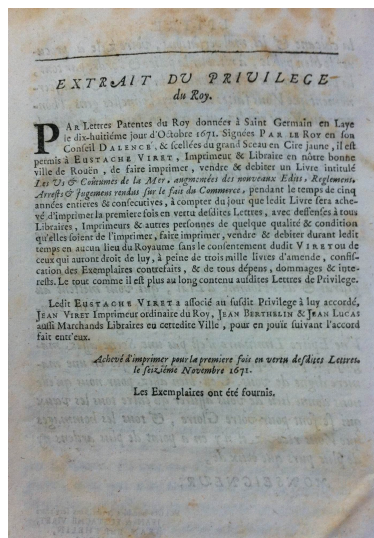 EXTRAIT DU PRIVILEGE
du Roy.
PAR Lettres Patentes du Roy données à Saint Germain en Laye
le dix-huitiéme jour d'Octobre 1671. Signées PAR LE ROY en son
Conseil DALENCE, & scellées du grand Sceau en Cire jaune, il est
permis à EUSTACHE VIRET, Imprimeur & Libraire en nôtre bonne
ville de Roüen, de faire imprimer, vendre & debiter un Livre intitulé
Les Us & Coûtumes de la Mer, augmentées des nouveaux Edits, Reglements,
Arrests & Jugemens rendus sur le fait du Commerce, pendant le temps de cinq
années entieres & consecutives, à compter du jour que ledit Livre sera ache-
vé d'imprimer la premiere fois en vertu desdites Lettres, avec deffenses à tous
Libraires, Imprimeurs & autres personnes de quelque qualité & condition
qu'elles soient de l'imprimer, faire imprimer, vendre & debiter durant ledit
temps en aucun lieu du Royaume sans le consentement dudit VIRET ou de
ceux qui auront droit de luy, à peine de trois mille livres d'amende, confis-
cation des Exemplaires contrefaits, & de tous dépens, dommages & inte-
rests. Le tout comme il est plus au long contenu ausdites Lettres de Privilege.
Ledit EUSTACHE VIRET a associé au susdit Privilege à luy accordé,
JEAN VIRET Imprimeur ordinaire du Roy, JEAN BERTHELIN & JEAN LUCAS
aussi Marchands Libraires en cettedite Ville, pour en joüir suivant l'accord
fait entr'eux.
Achevé d'imprimer pour la premiere fois en vertu desdites Lettres.
le seiziéme Novembre 1671.
Les Exemplaires ont été fournis.